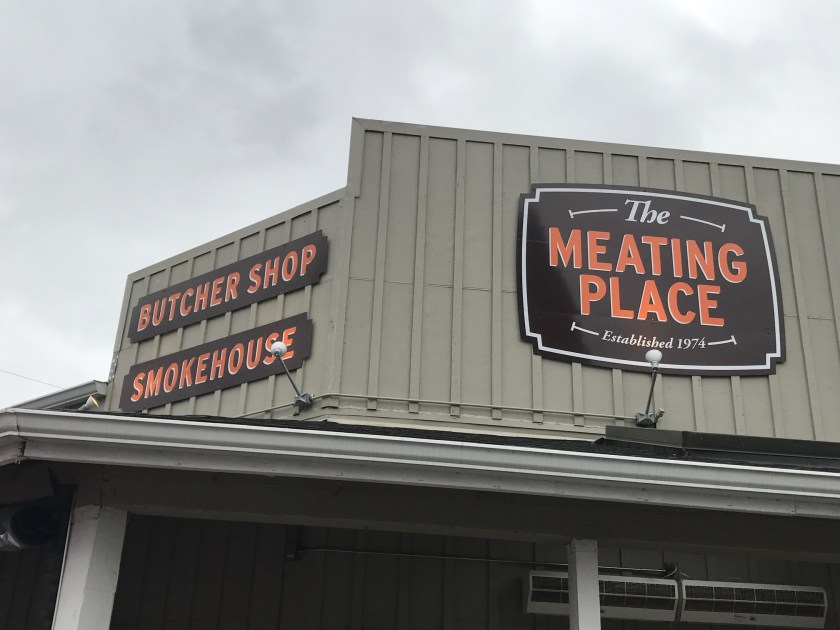 BUTCHER SHOP
SMOKEHOUSE
The
MEATING
PLACE
Established 1974